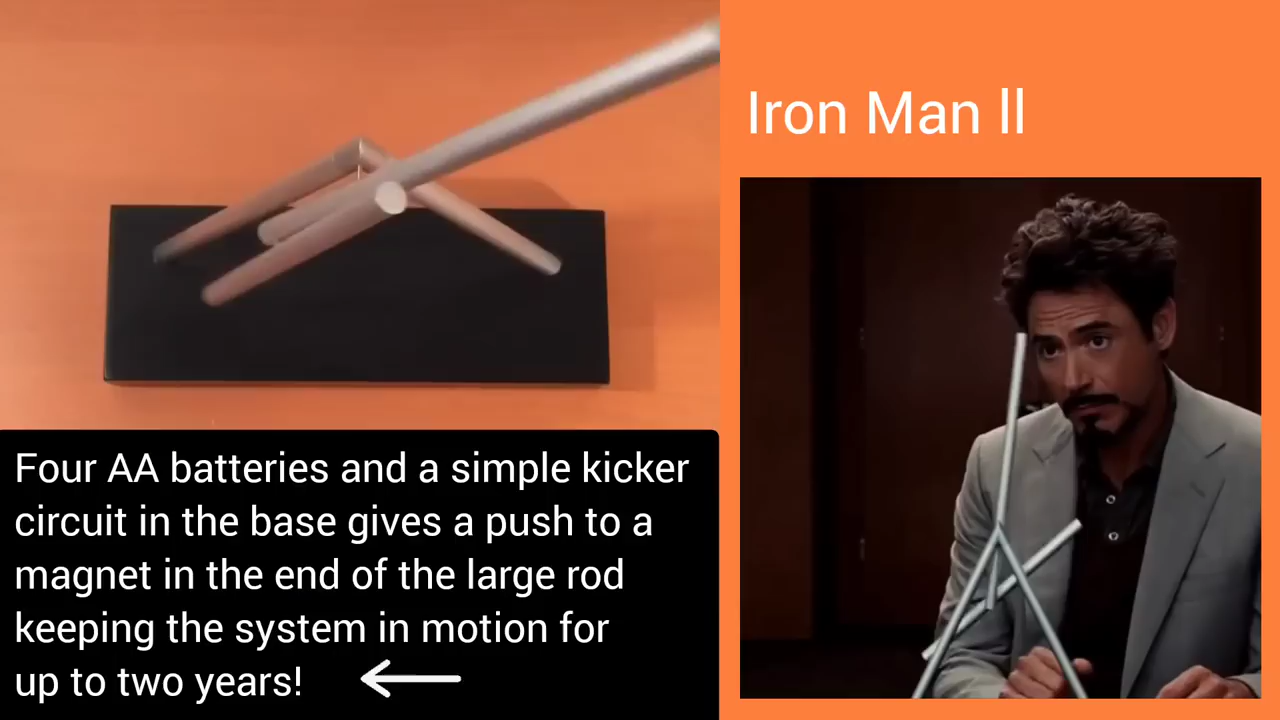 Iron Man ll
Four AA batteries and a simple kicker
circuit in the base gives a push to a
magnet in the end of the large rod
keeping the system in motion for
up to two years!